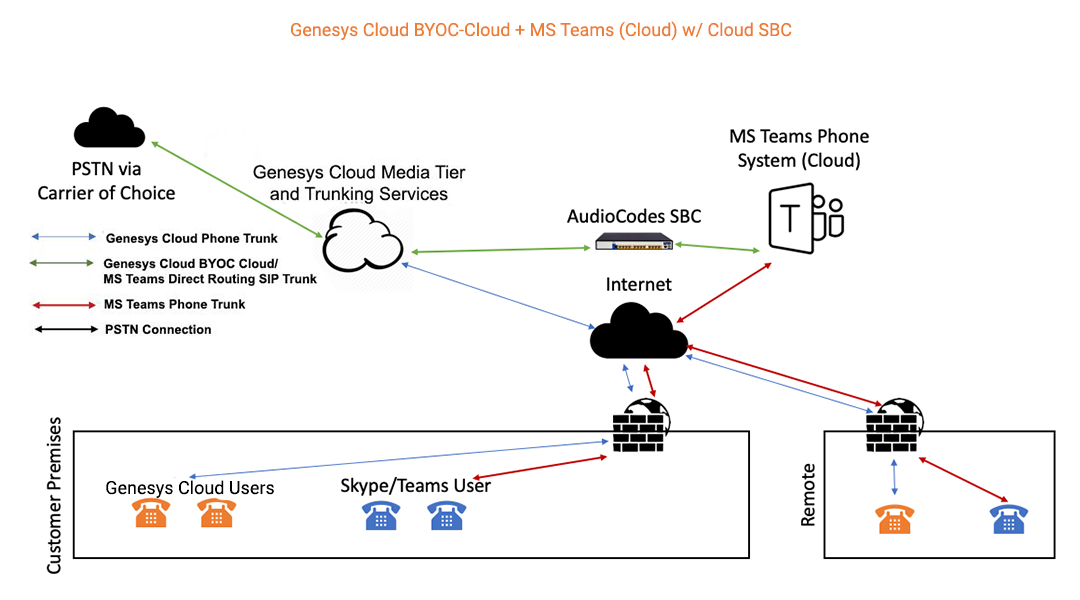 Genesys Cloud BYOC-Cloud + MS Teams (Cloud) w/ Cloud SBC
MS Teams Phone
System (Cloud)
PSTN via
Carrier of Choice
Genesys Cloud Media Tier
and Trunking Services
T
AudioCodes SBC
Genesys Cloud Phone Trunk
Genesys Cloud BYOC Cloud/
MS Teams Direct Routing SIP Trunk
MS Teams Phone Trunk
PSTN Connection
Internet
Customer Premises
Genesys Cloud Users
Skype/Teams User
Remote